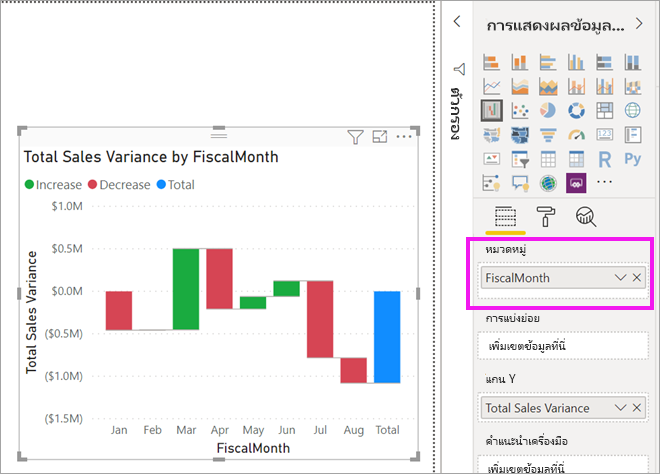 การแสดงผลข้อมูล...
ตัวกรอง
123
R
Py
Total Sales Variance by FiscalMonth
Increase Decrease Total
$1.0M
$0.5M
$0.0M
($0.5M)
($1.0M)
($1.5M)
Total Sales Variance
Jan Feb Mar Apr May Jun Jul Aug Total
FiscalMonth
หมวดหมู่
FiscalMonth
การแบ่งย่อย
เพิ่มเขตข้อมูลที่นี่
แกน Y
Total Sales Variance
คำแนะนำเครื่องมือ
เพิ่มเขตข้อมูลที่นี่